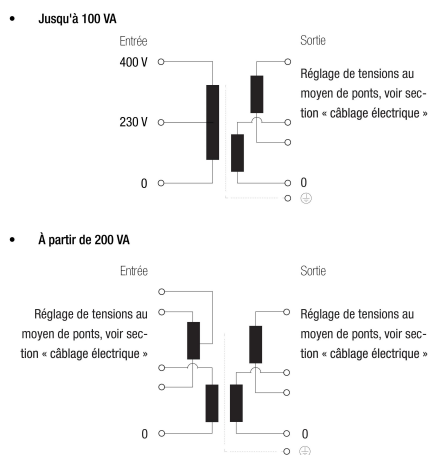 • Jusqu'à 100 VA
Entrée
Sortie
400 V
Réglage de tensions au
moyen de ponts, voir sec-
tion « câblage électrique »
230 V
0
0
• À partir de 200 VA
Entrée
Sortie
Réglage de tensions au
moyen de ponts, voir sec-
tion « câblage électrique »
Réglage de tensions au
moyen de ponts, voir sec-
tion « câblage électrique »
0
0